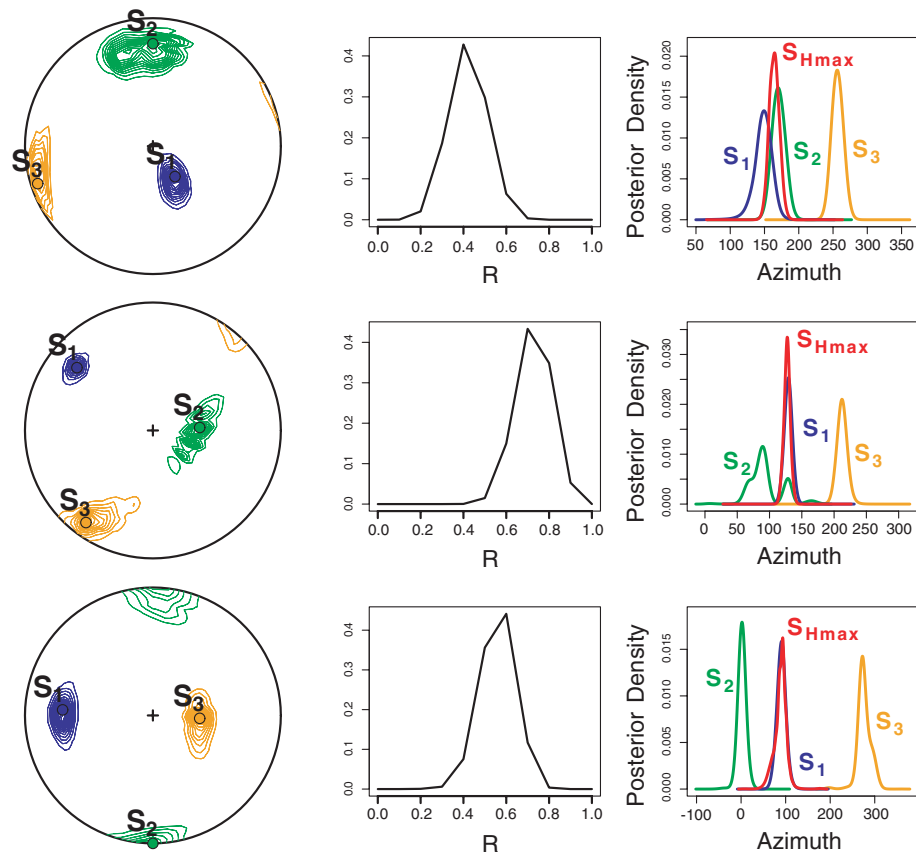 S2
S1
S3
0.0 0.1 0.2 0.3 0.4
0.0 0.2 0.4 0.6 0.8 1.0
R
Posterior Density
0.000 0.005 0.010 0.015 0.020
SHmax
S1
S2
S3
50 100 150 200 250 300 350
Azimuth
S1
S2
S3
0.0 0.1 0.2 0.3 0.4
0.0 0.2 0.4 0.6 0.8 1.0
R
Posterior Density
0.000 0.010 0.020 0.030
SHmax
S1
S2
S3
0 50 100 150 200 250 300
Azimuth
S1
S3
S2
0.0 0.1 0.2 0.3 0.4
0.0 0.2 0.4 0.6 0.8 1.0
R
Posterior Density
0.000 0.005 0.010 0.015
SHmax
S2
S3
S1
-100 0 100 200 300
Azimuth